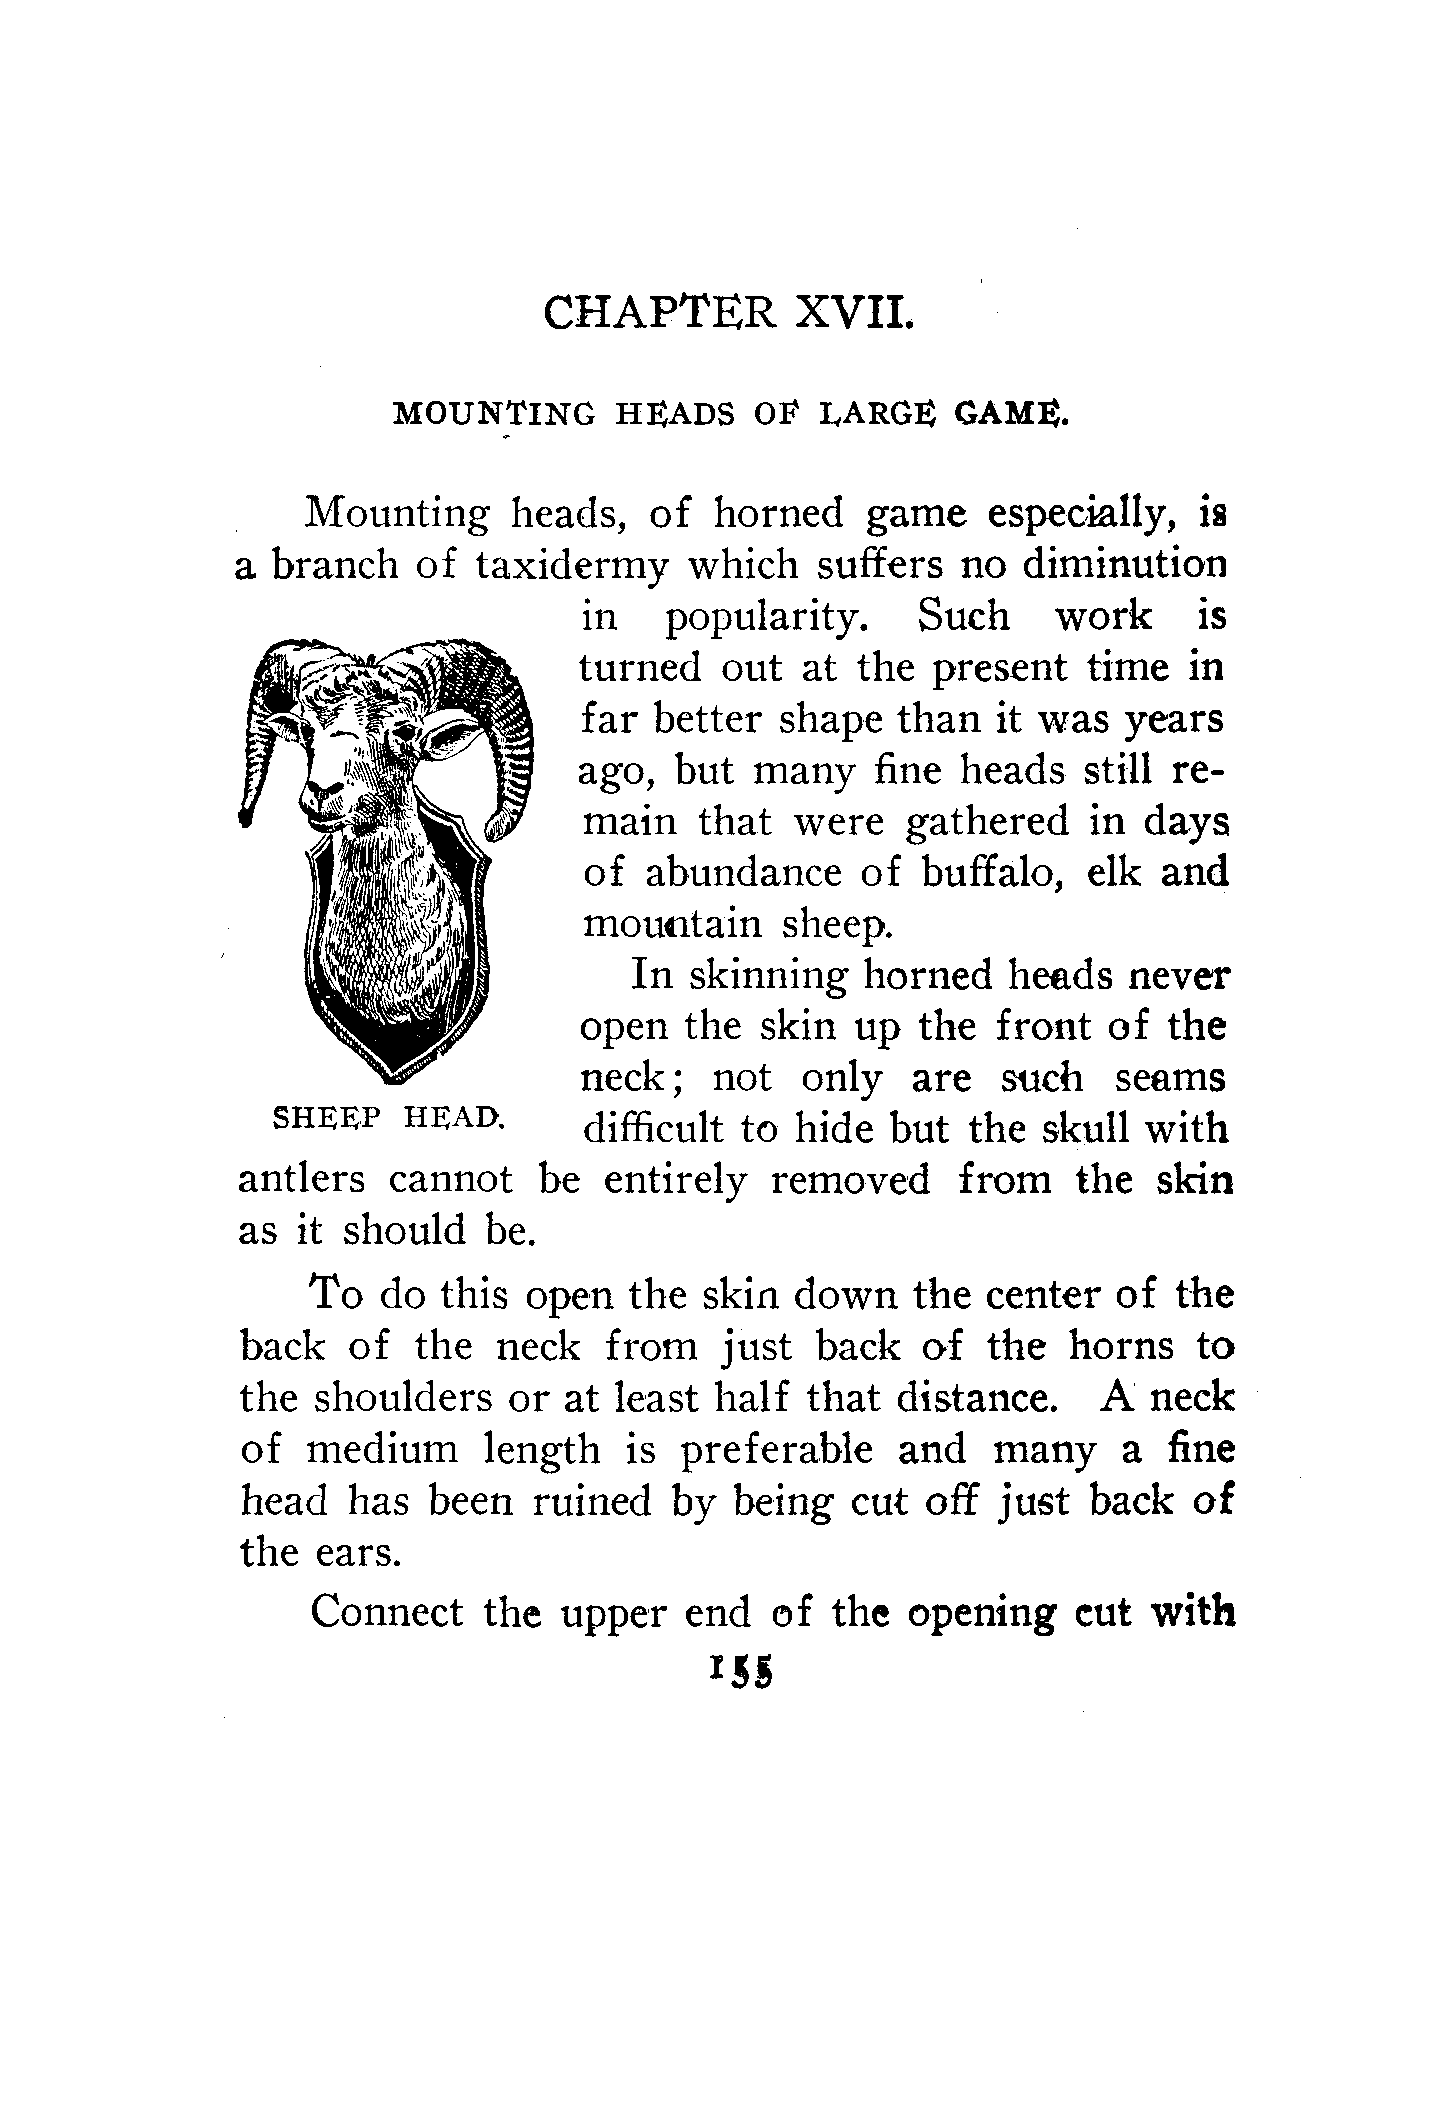 CHAPTER XVII.
MOUNTING HEADS OF LARGE GAME.
Mounting heads, of horned game especially, is
a branch of taxidermy which suffers no diminution
in popularity. Such work is
turned out at the present time in
far better shape than it was years
ago, but many fine heads still re-
main that were gathered in days
of abundance of buffalo, elk and
mountain sheep.
In skinning horned heads never
open the skin up the front of the
neck; not only are such seams
difficult to hide but the skull with
SHEEP HEAD.
antlers cannot be entirely removed from the skin
as it should be.
To do this open the skin down the center of the
back of the neck from just back of the horns to
the shoulders or at least half that distance. A neck
of medium length is preferable and many a fine
head has been ruined by being cut off just back of
the ears.
Connect the upper end of the opening cut with
155